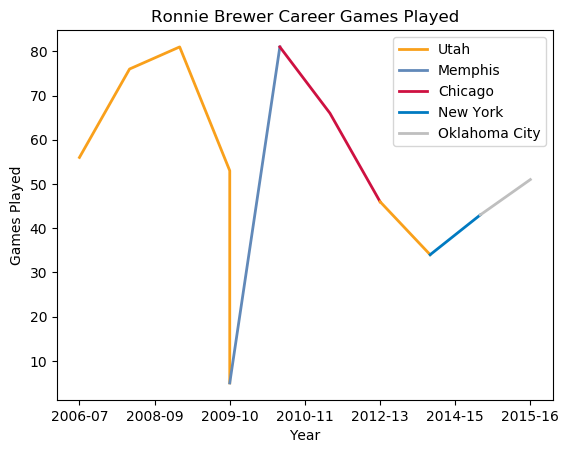 Ronnie Brewer Career Games Played
Utah
Memphis
Chicago
New York
Oklahoma City
Games Played
80
70
60
50
40
30
20
10
2006-07 2008-09 2009-10 2010-11 2012-13 2014-15 2015-16
Year